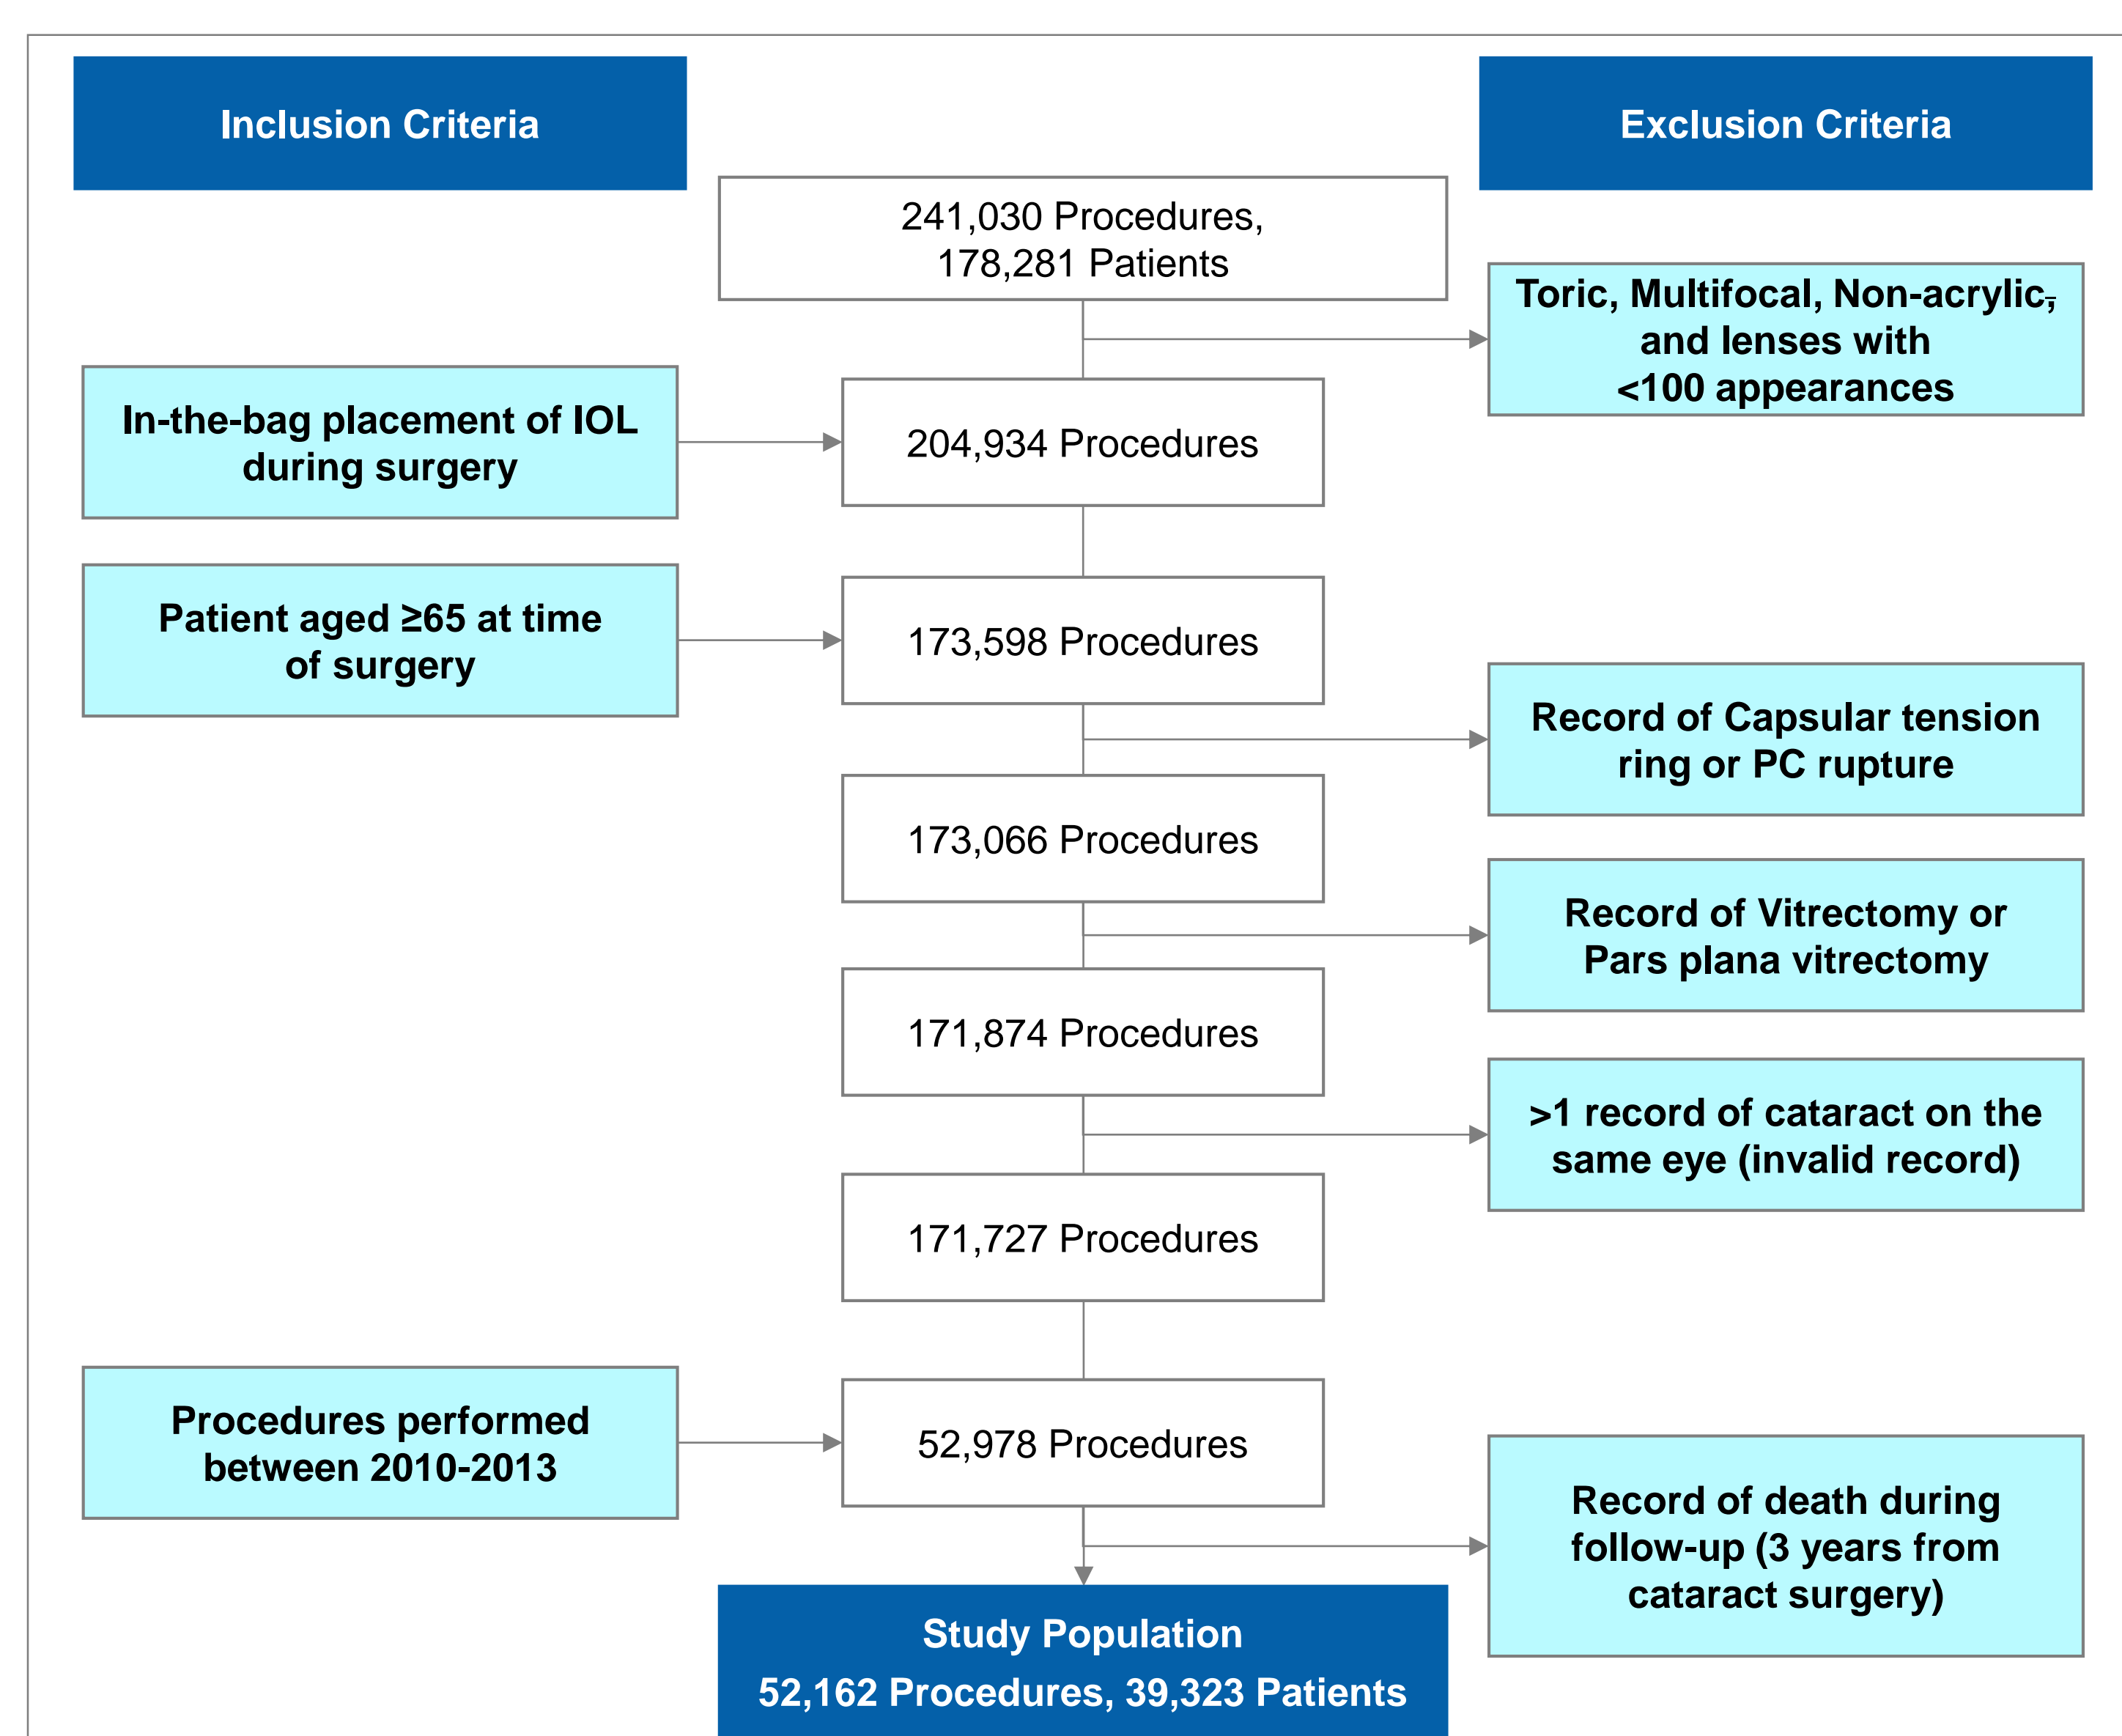 Inclusion Criteria
Exclusion Criteria
241,030 Procedures,
178,281 Patients
Toric, Multifocal, Non-acrylic,
and lenses with
<100 appearances
In-the-bag placement of IOL
during surgery
204,934 Procedures
Patient aged ≥65 at time
of surgery
173,598 Procedures
Record of Capsular tension
ring or PC rupture
173,066 Procedures
Record of Vitrectomy or
Pars plana vitrectomy
171,874 Procedures
>1 record of cataract on the
same eye (invalid record)
171,727 Procedures
Procedures performed
between 2010-2013
52,978 Procedures
Record of death during
follow-up (3 years from
cataract surgery)
Study Population
52,162 Procedures, 39,323 Patients